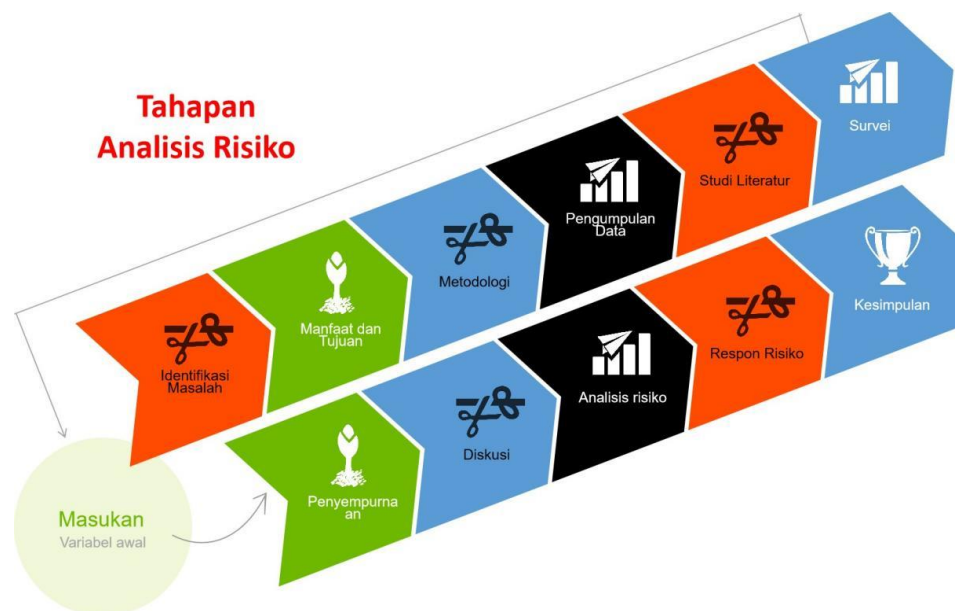 Tahapan
Analisis Risiko
Identifikasi
Masalah
Manfaat dan
Tujuan
Metodologi
Pengumpulan
Data
Studi Literatur
Survei
Masukan
Variabel awal
Penyempurna
an
Diskusi
Analisis risiko
Respon Risiko
Kesimpulan